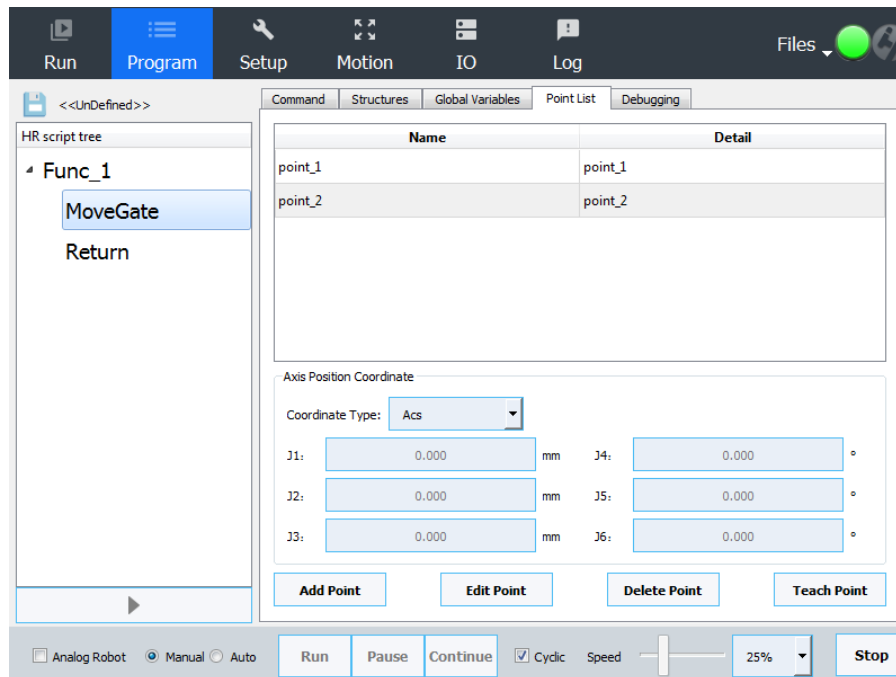 Run Program Setup Motion IO Log Files
<<UnDefined>>
Command Structures Global Variables Point List Debugging
HR script tree
Name Detail
Func_1
point_1 point_1
MoveGate
point_2 point_2
Return
Axis Position Coordinate
Coordinate Type: Acs
J1: 0.000 mm J4: 0.000 °
J2: 0.000 mm J5: 0.000 °
J3: 0.000 mm J6: 0.000 °
Add Point Edit Point Delete Point Teach Point
Analog Robot Manual Auto Run Pause Continue Cyclic Speed 25% Stop